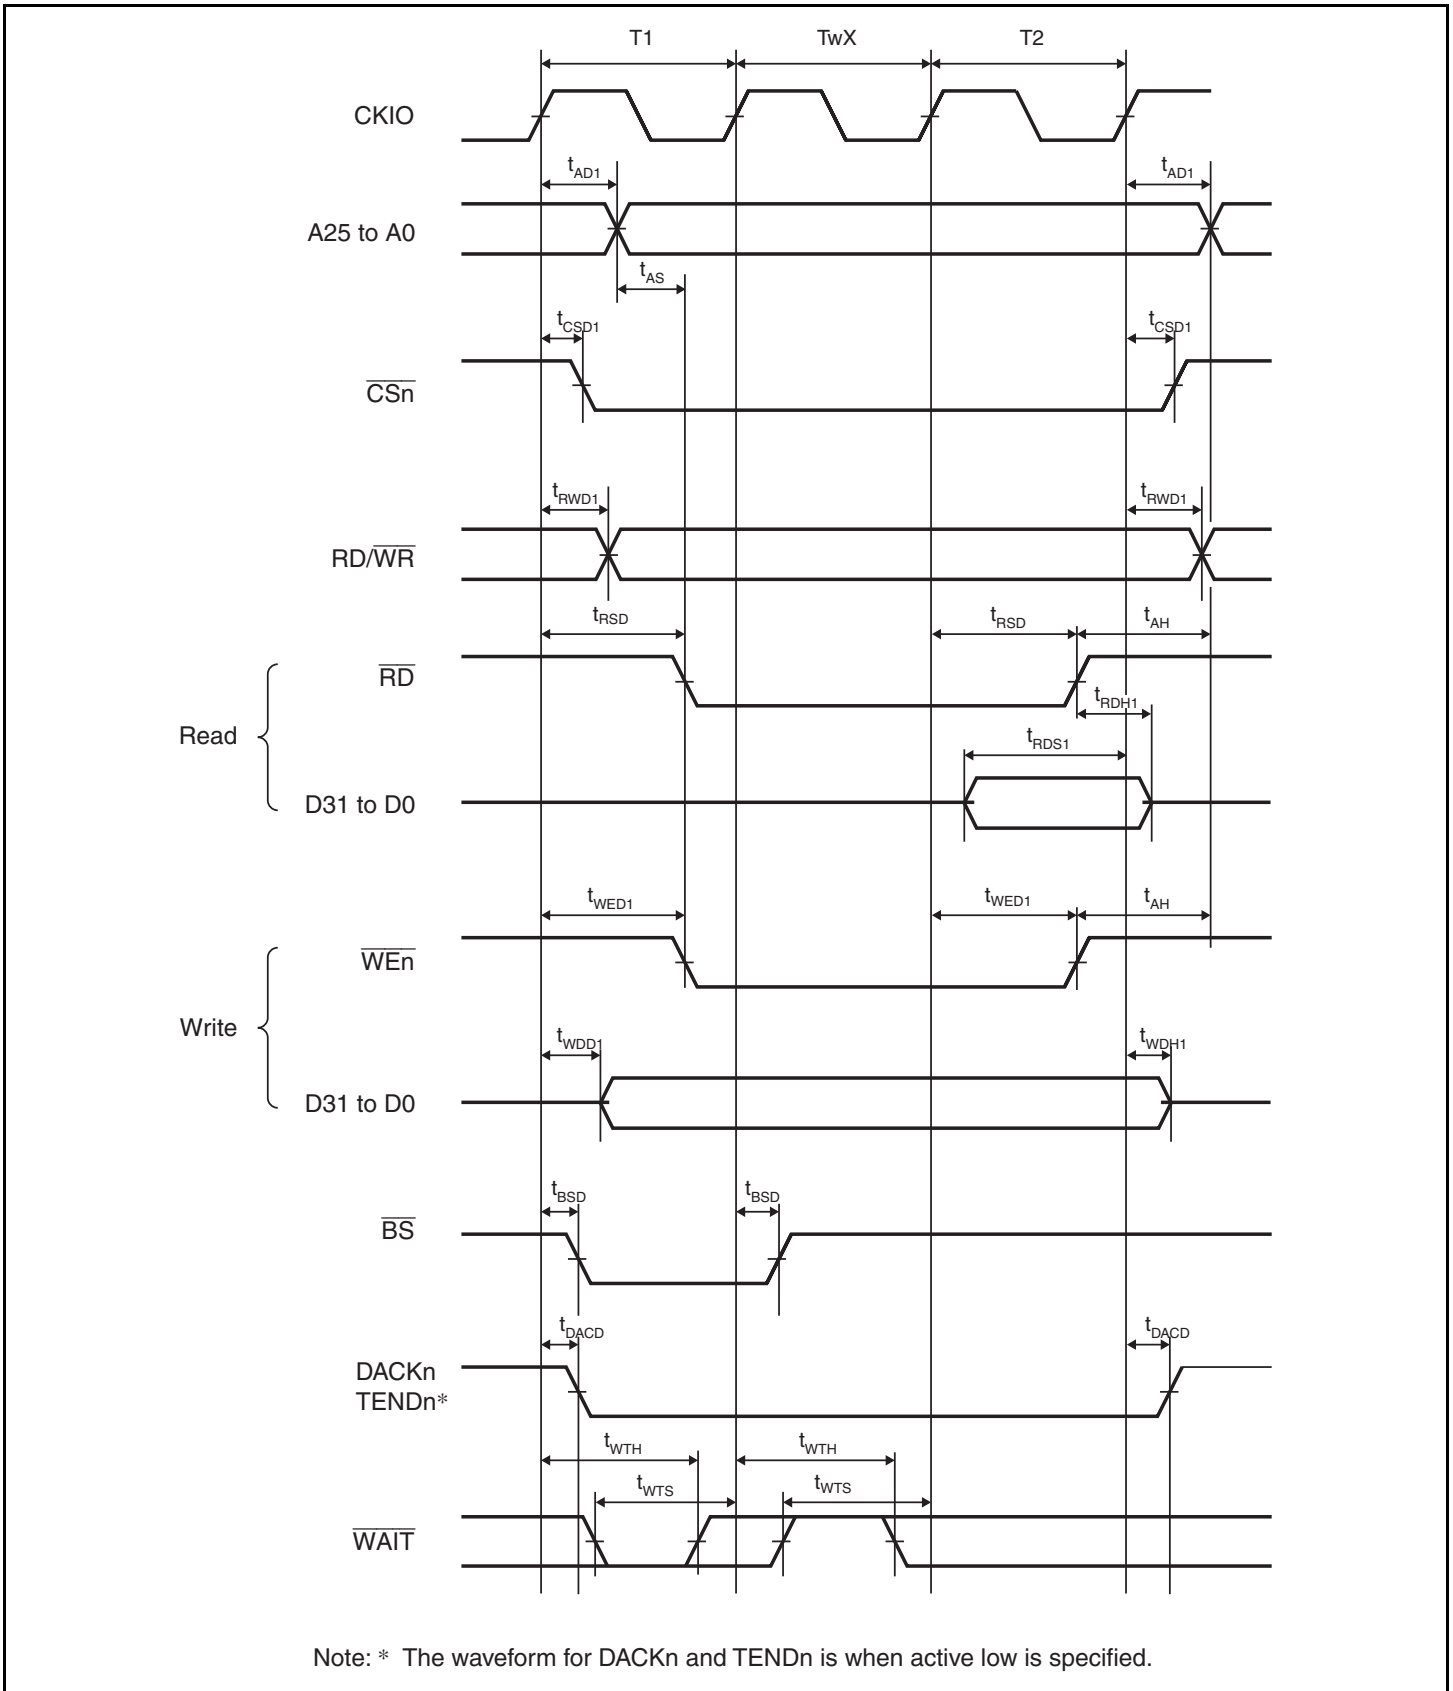 T1 TwX T2
CKIO
tAD1 tAD1
A25 to A0
tAS
tCSD1 tCSD1
CSn
tRWD1 tRWD1
RD/WR
tRSD tRSD tAH
RD
tRDH1
Read
tRDS1
D31 to D0
tWED1 tWED1 tAH
WEn
Write
tWDD1 tWDH1
D31 to D0
tBSD tBSD
BS
tDACD tDACD
DACKn
TENDn*
tWTH tWTH
tWTS tWTS
WAIT
Note: * The waveform for DACKn and TENDn is when active low is specified.